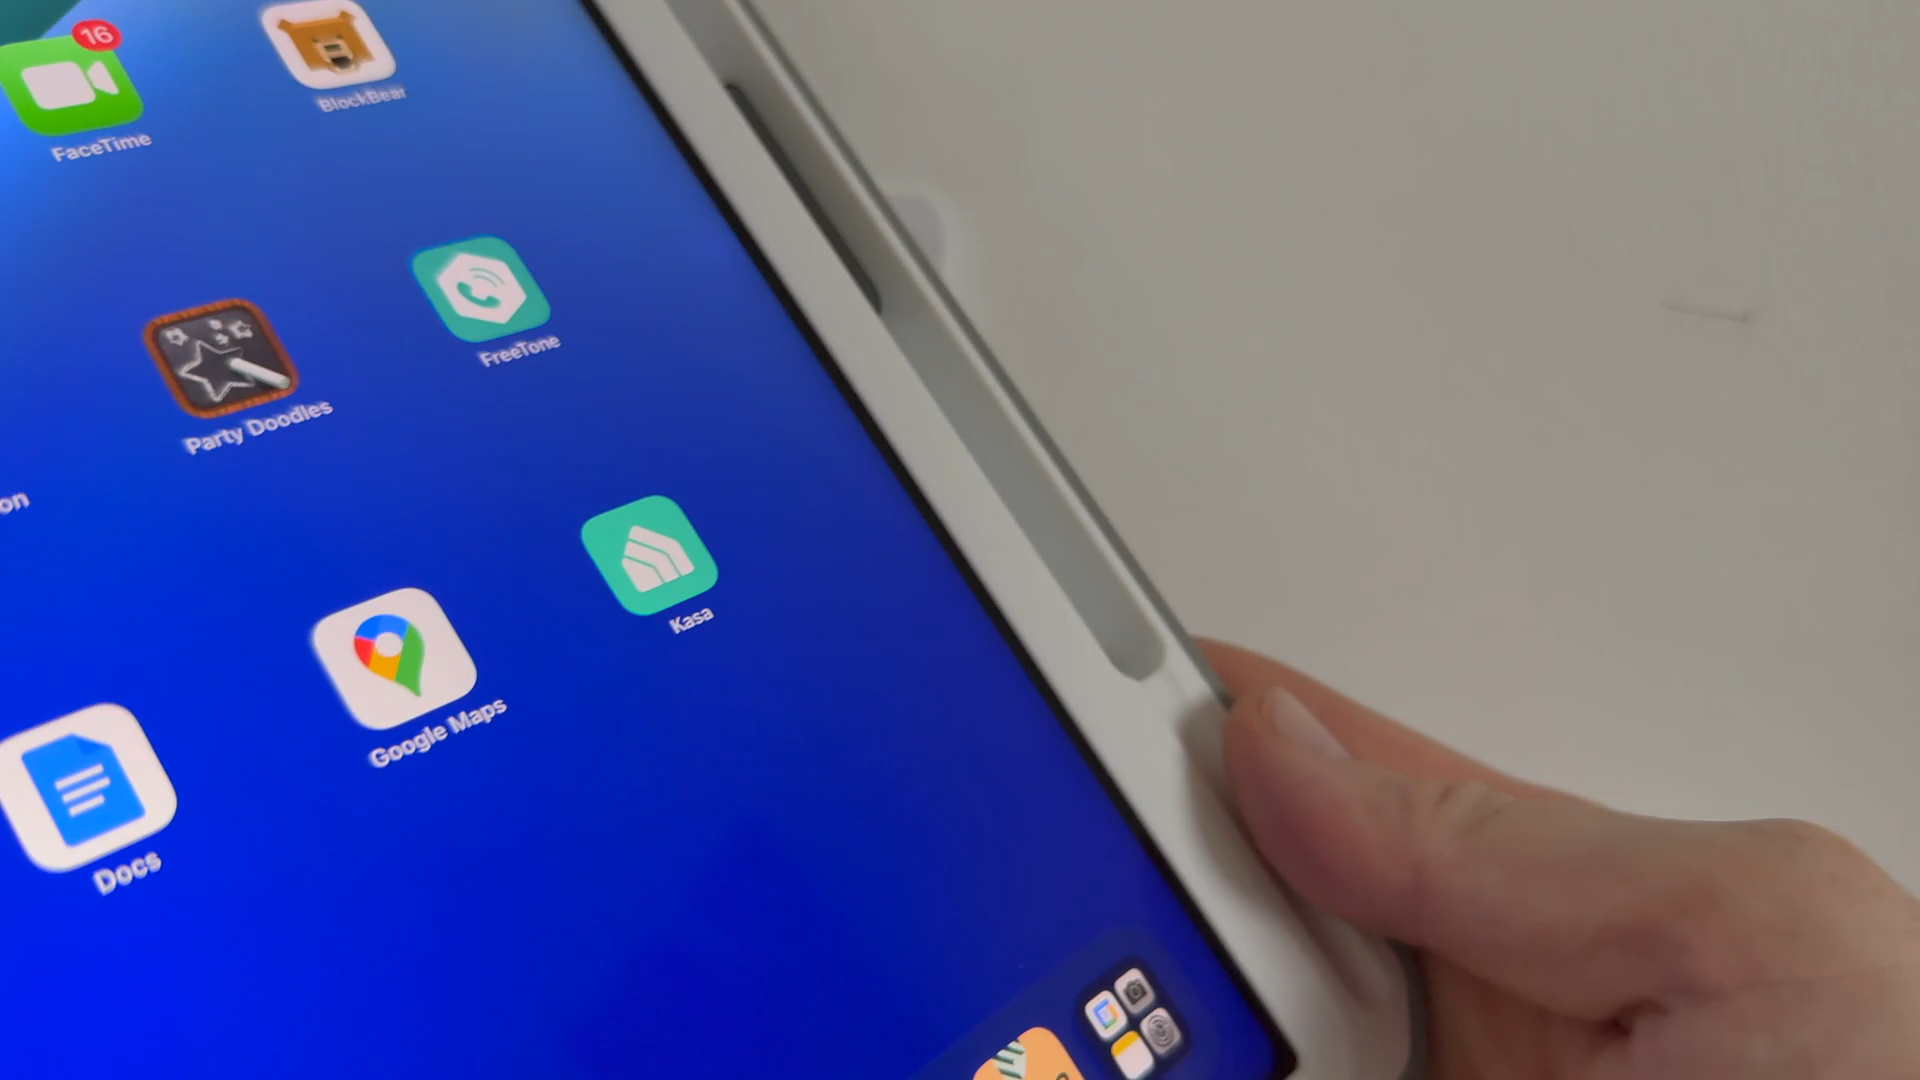 16
FaceTime
BlockBear
Party Doodles
FreeTone
on
Google Maps
Kasa
Docs